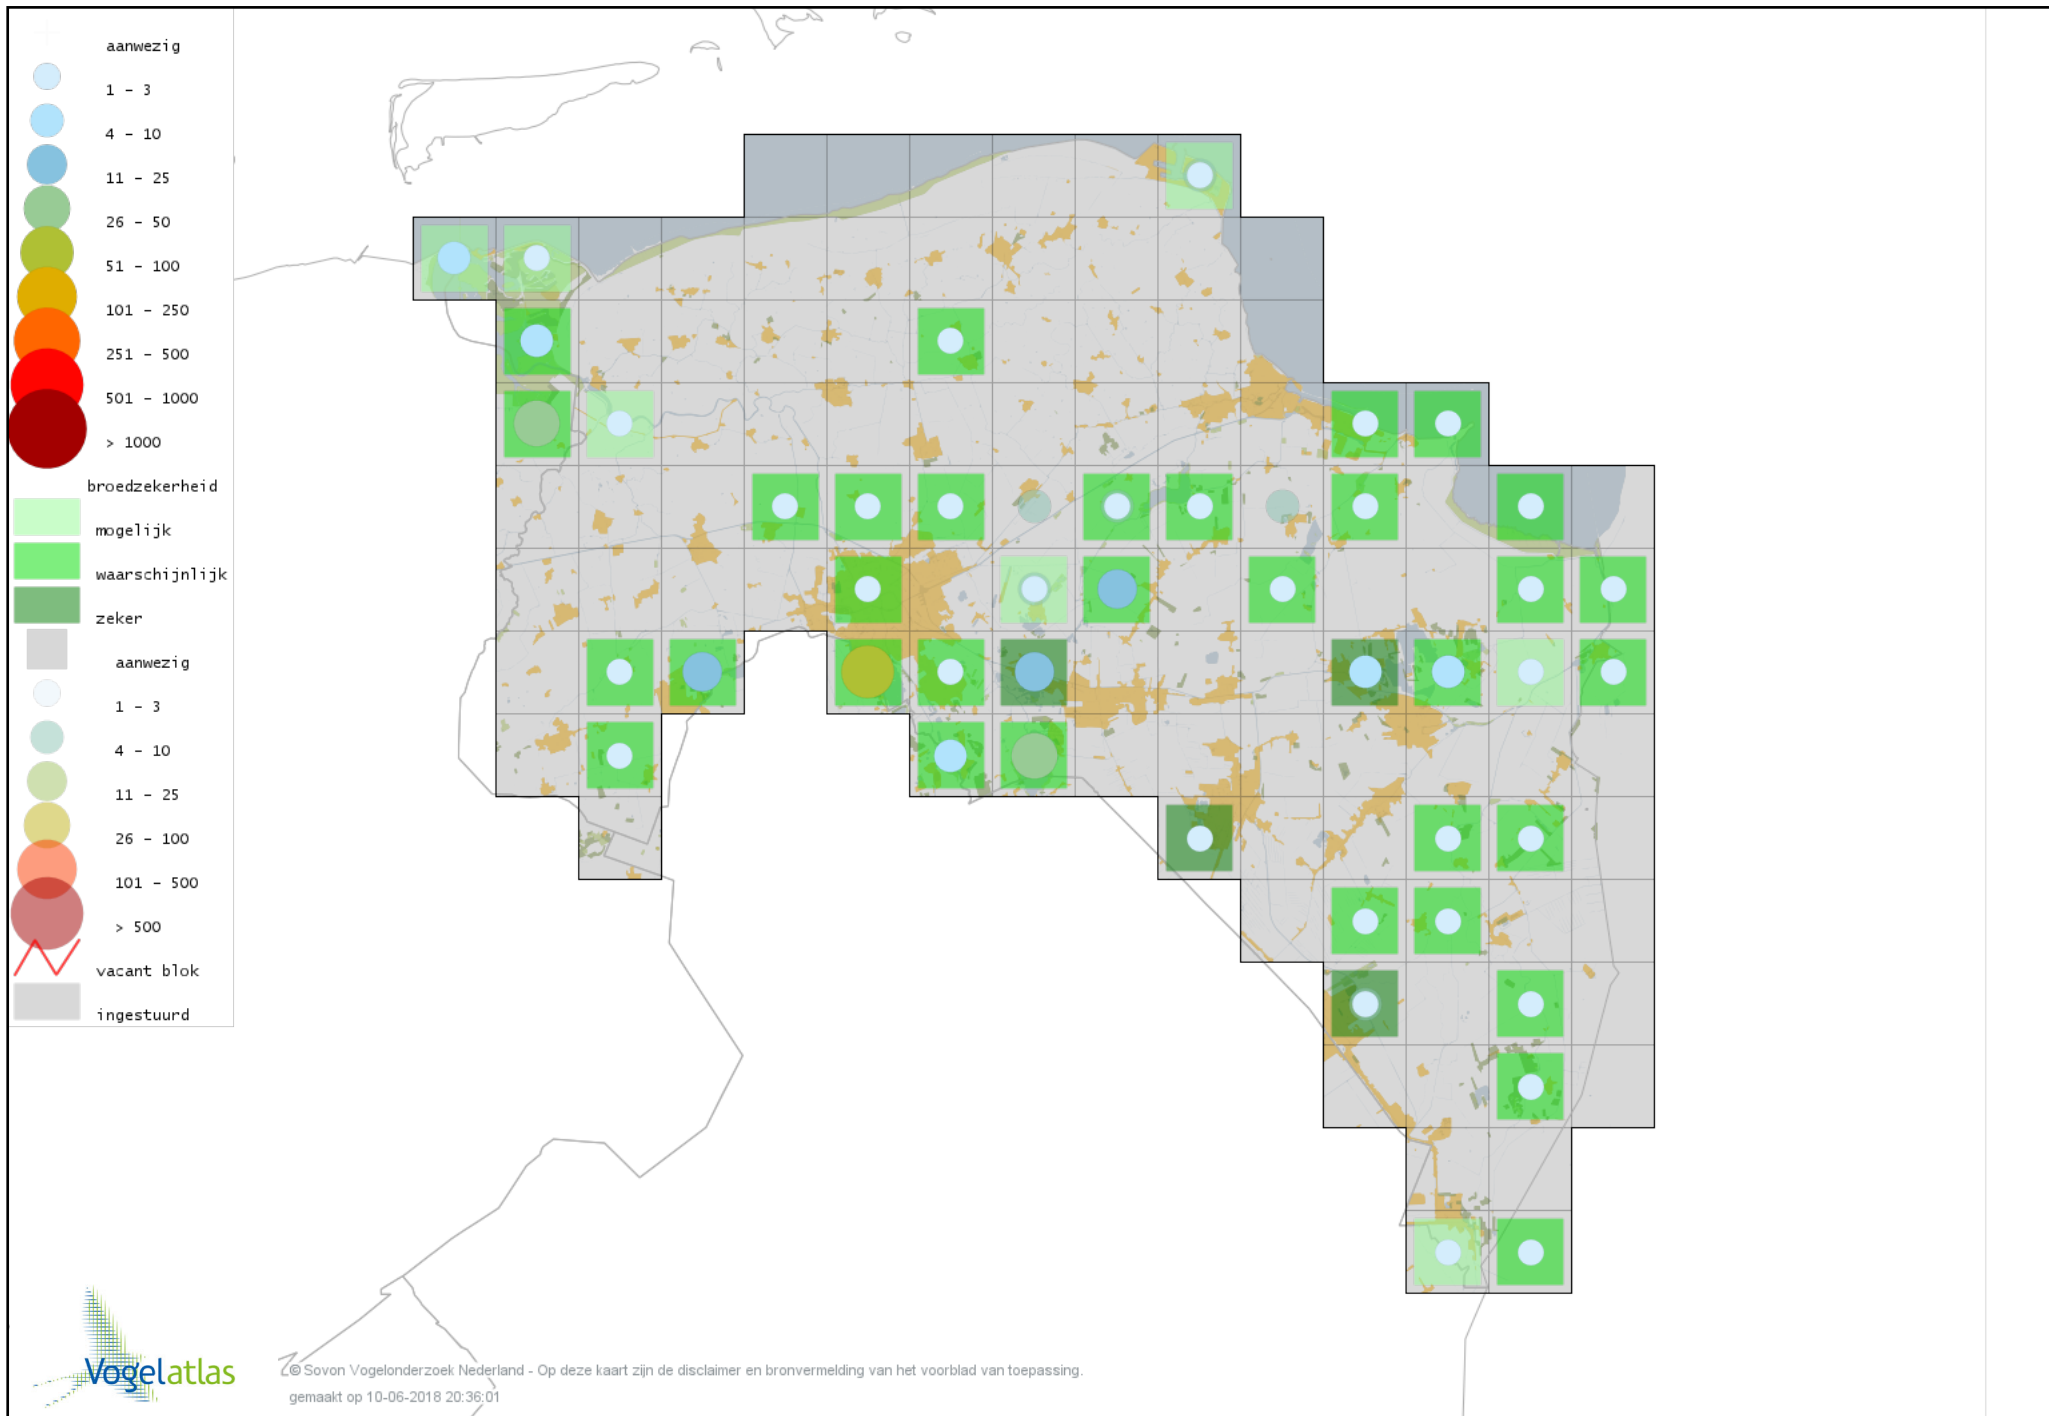 aanwezig
1 - 3
4 - 10
11 - 25
26 - 50
51 - 100
101 - 250
251 - 500
501 - 1000
> 1000
broedzekerheid
mogelijk
waarschijnlijk
zeker
aanwezig
1 - 3
4 - 10
11 - 25
26 - 100
101 - 500
> 500
vacant blok
ingestuurd
Vogelatlas
© Sovon Vogelonderzoek Nederland - Op deze kaart zijn de disclaimer en bronvermelding van het voorblad van toepassing.
gemaakt op 10-06-2018 20:36:01